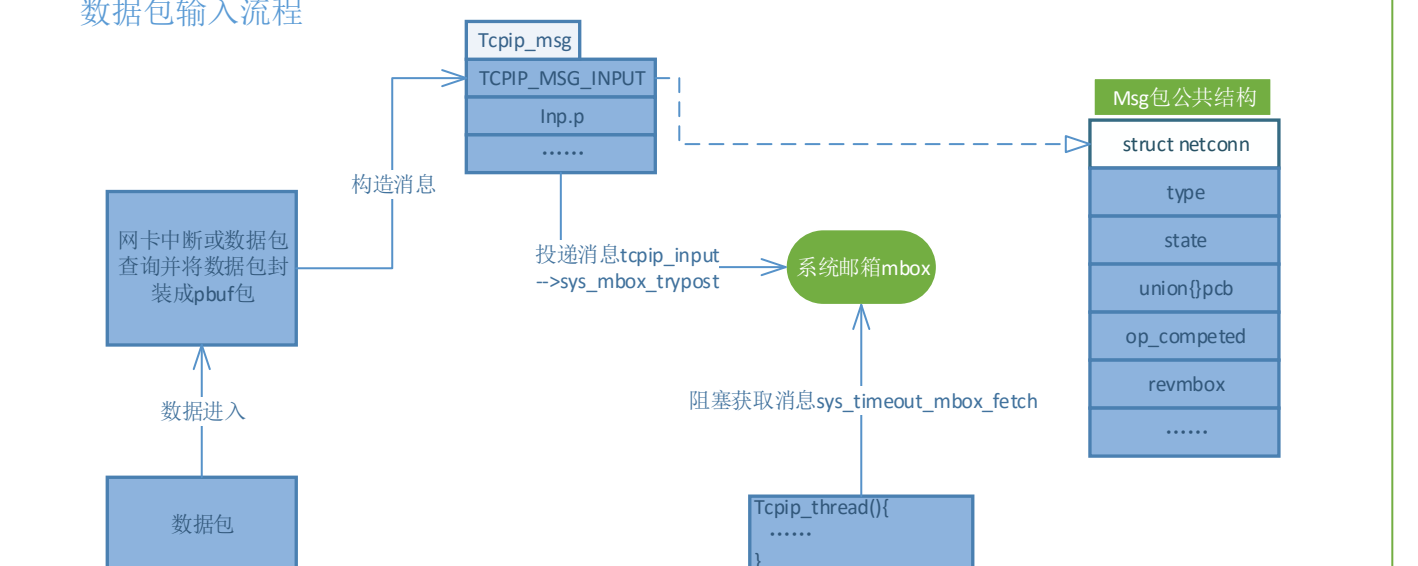 数据包输入流程
Tcpip_msg
TCPIP_MSG_INPUT
Inp.p
……
构造消息
网卡中断或数据包
查询并将数据包封
装成pbuf包
数据进入
数据包
投递消息tcpip_input
-->sys_mbox_trypost
系统邮箱mbox
阻塞获取消息sys_timeout_mbox_fetch
Tcpip_thread(){
……
}
Msg包公共结构
struct netconn
type
state
union{}pcb
op_competed
revmbox
……